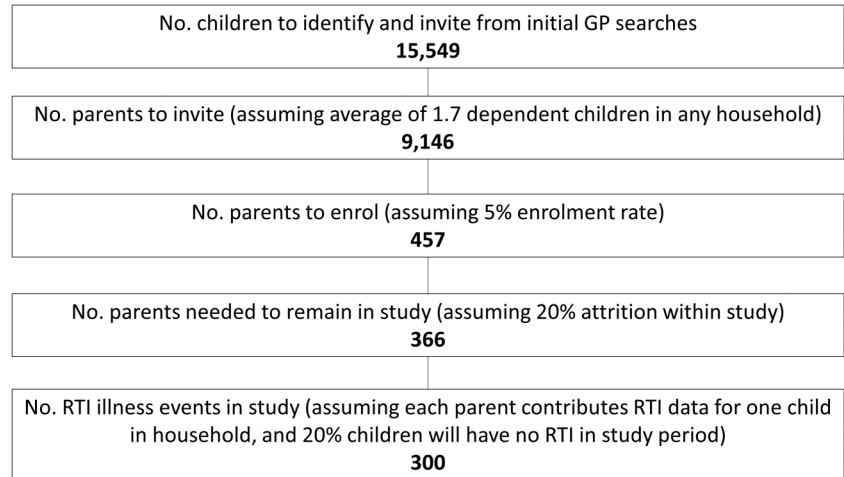 No. children to identify and invite from initial GP searches
15,549
No. parents to invite (assuming average of 1.7 dependent children in any household)
9,146
No. parents to enrol (assuming 5% enrolment rate)
457
No. parents needed to remain in study (assuming 20% attrition within study)
366
No. RTI illness events in study (assuming each parent contributes RTI data for one child
in household, and 20% children will have no RTI in study period)
300